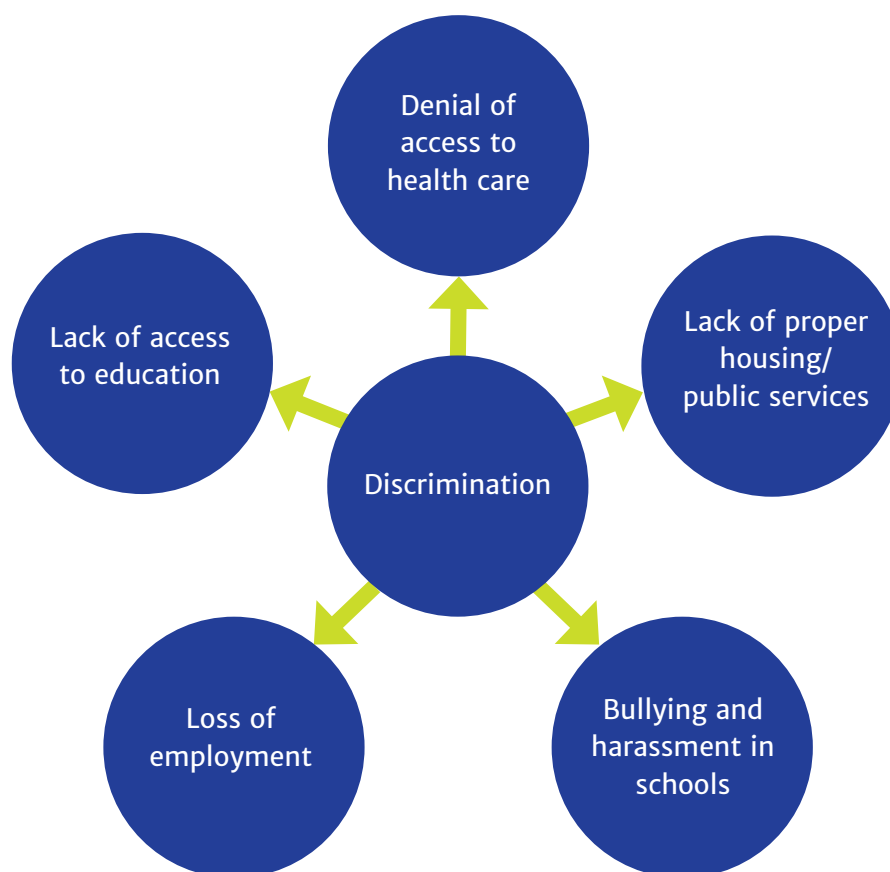 Denial of
access to
health care
Lack of access
to education
Lack of proper
housing/
public services
Discrimination
Loss of
employment
Bullying and
harassment in
schools